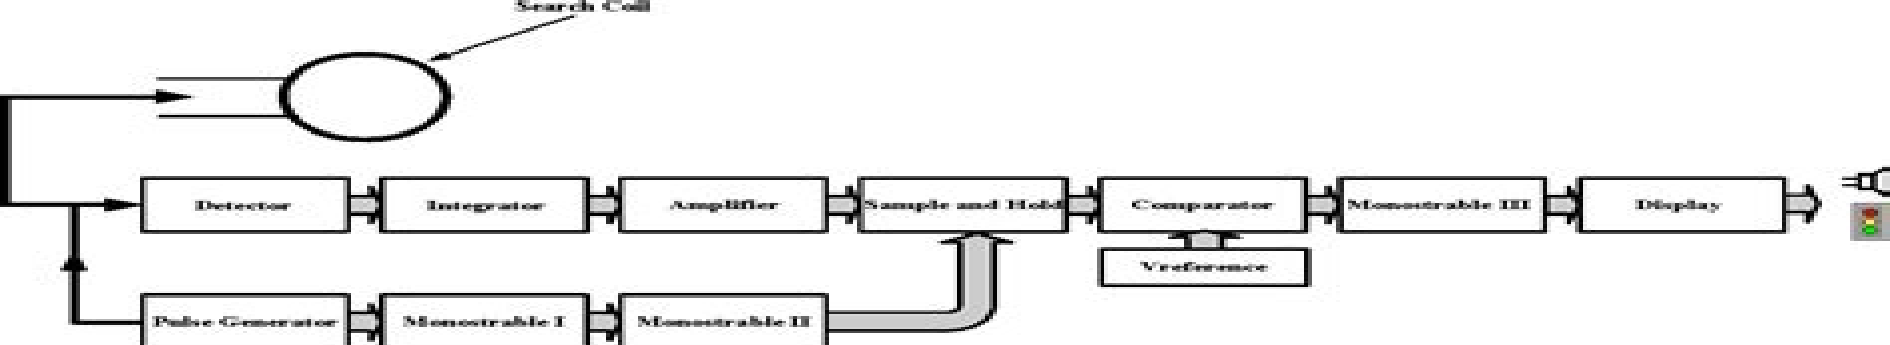 Search Coil
Detector
Integrator
Amplifier
Sample and Hold
Comparator
Monostrable III
Display
Vreference
Pulse Generator
Monostrable I
Monostrable II